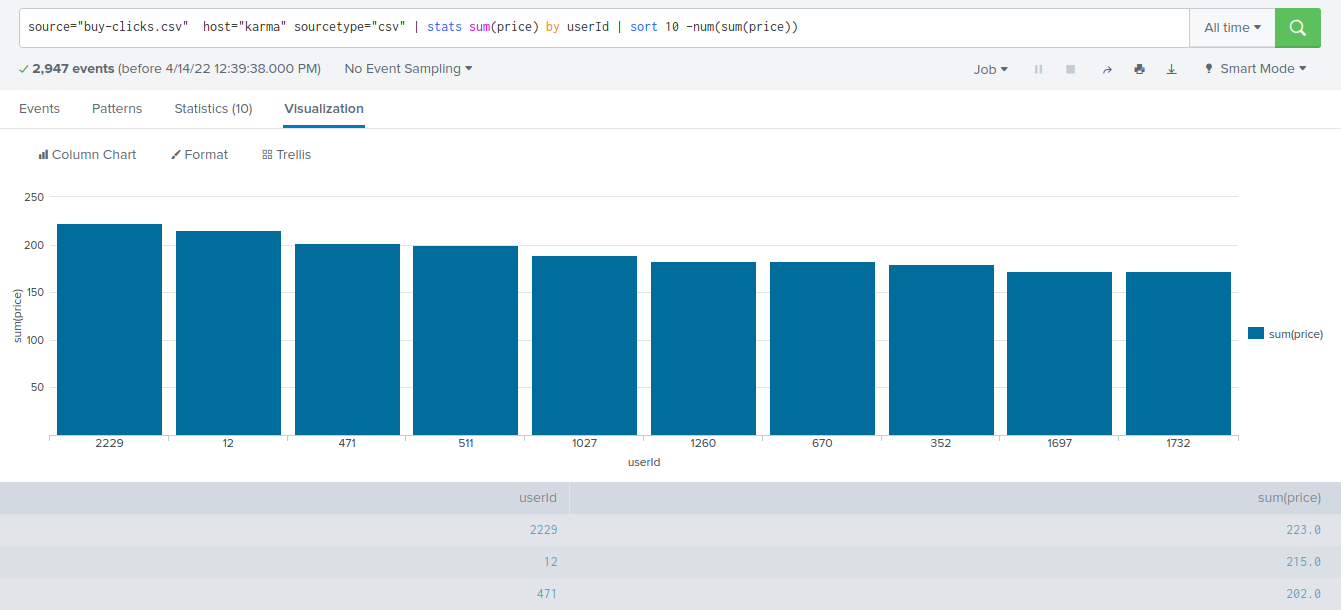 source="buy-clicks.csv"  host="karma" sourcetype="csv" | stats sum(price) by userId | sort 10 -num(sum(price))
All time
2,947 events (before 4/14/22 12:39:38.000 PM)
No Event Sampling
Job
Smart Mode
Events
Patterns
Statistics (10)
Visualization
Column Chart
Format
Trellis
250
200
150
100
50
sum(price)
2229
12
471
511
1027
1260
670
352
1697
1732
userId
sum(price)
userId sum(price)
2229 223.0
12 215.0
471 202.0